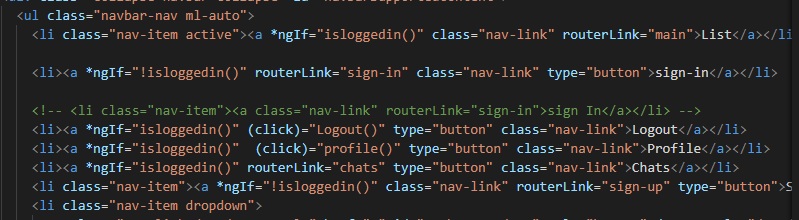 <ul class="navbar-nav ml-auto">
<li class="nav-item active"><a *ngIf="isloggedin()" class="nav-link" routerLink="main">List</a></li
<li><a *ngIf="!isloggedin()" routerLink="sign-in" class="nav-link" type="button">sign-in</a></li>
<!-- <li class="nav-item"><a class="nav-link" routerLink="sign-in">sign In</a></li> -->
<li><a *ngIf="isloggedin()" (click)="Logout()" type="button" class="nav-link">Logout</a></li>
<li><a *ngIf="isloggedin()"  (click)="profile()" type="button" class="nav-link">Profile</a></li>
<li><a *ngIf="isloggedin()" routerLink="chats" type="button" class="nav-link">Chats</a></li>
<li class="nav-item"><a *ngIf="!isloggedin()" class="nav-link" routerLink="sign-up" type="button">S
<li class="nav-item dropdown">